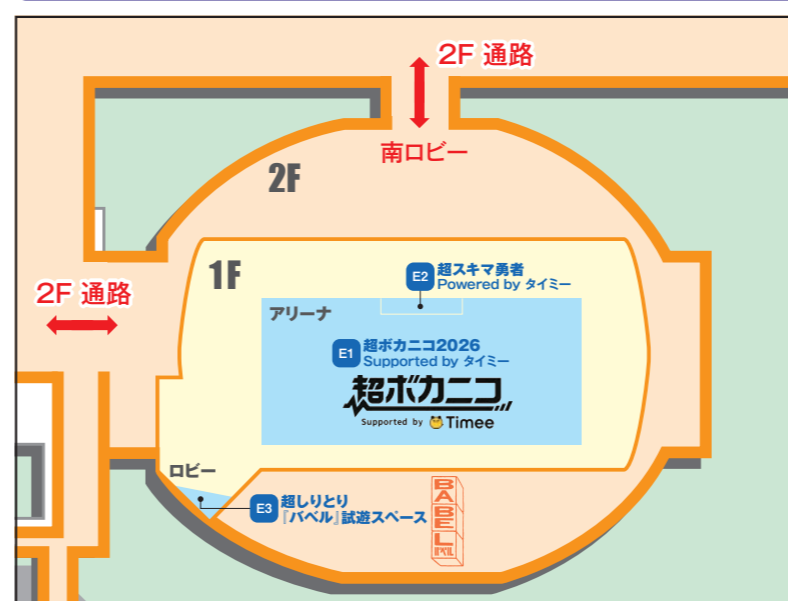 2F 通路
南ロビー
2F
1F
2F 通路
E2 超スキマ勇者
Powered by タイミー
アリーナ
E1 超ボカニコ2026
Supported by タイミー
超ボカニコ
Supported by Timee
ロビー
E3 超しりとり
『バベル』試遊スペース
BABEL
バベル